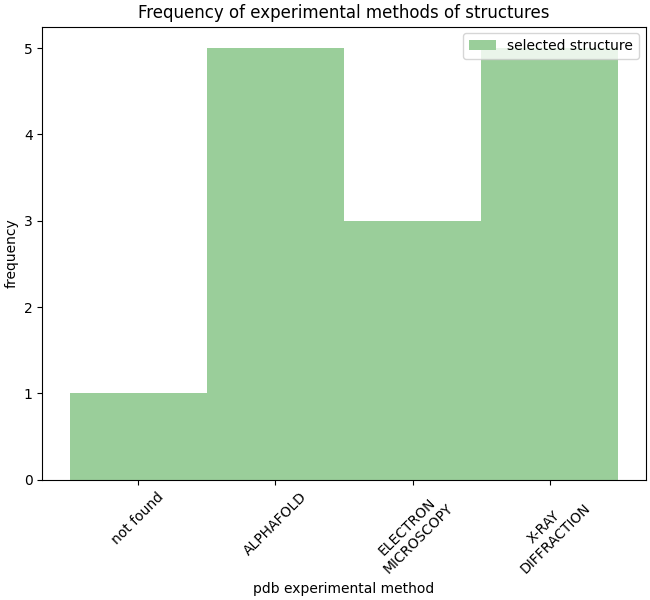 Frequency of experimental methods of structures
selected structure
5
4
3
2
1
0
frequency
not found
ALPHAFOLD
ELECTRON
MICROSCOPY
X-RAY
DIFFRACTION
pdb experimental method